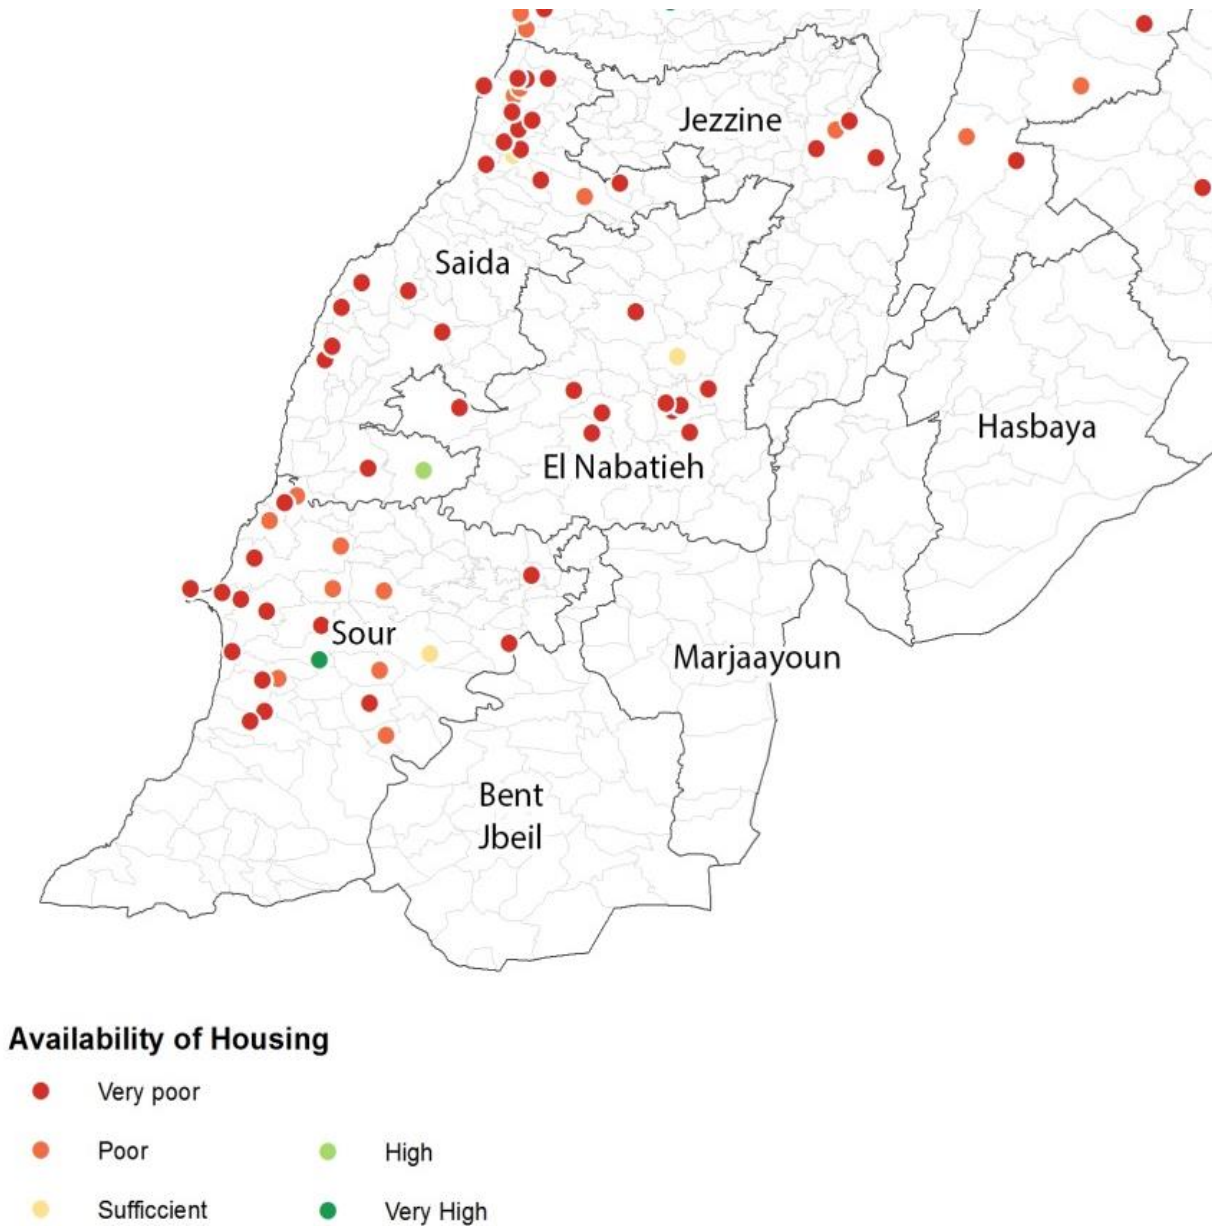 Jezzine
Saida
Hasbaya
El Nabatieh
Sour
Marjaayoun
Bent
Jbeil
Availability of Housing
Very poor
Poor
High
Sufficcient
Very High